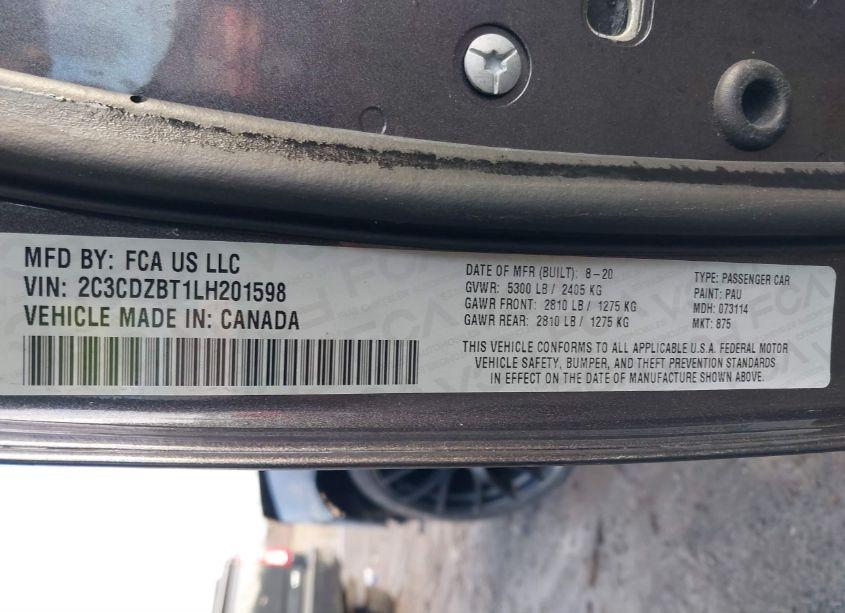 MFD BY: FCA US LLC
VIN: 2C3CDZBT1LH201598
VEHICLE MADE IN: CANADA
DATE OF MFR (BUILT): 8-20
GVWR: 5300 LB / 2405 KG
GAWR FRONT: 2810 LB / 1275 KG
GAWR REAR: 2810 LB / 1275 KG
TYPE: PASSENGER CAR
PAINT: PAU
MDH: 073114
MKT: 875
THIS VEHICLE CONFORMS TO ALL APPLICABLE U.S.A. FEDERAL MOTOR
VEHICLE SAFETY, BUMPER, AND THEFT PREVENTION STANDARDS
IN EFFECT ON THE DATE OF MANUFACTURE SHOWN ABOVE.